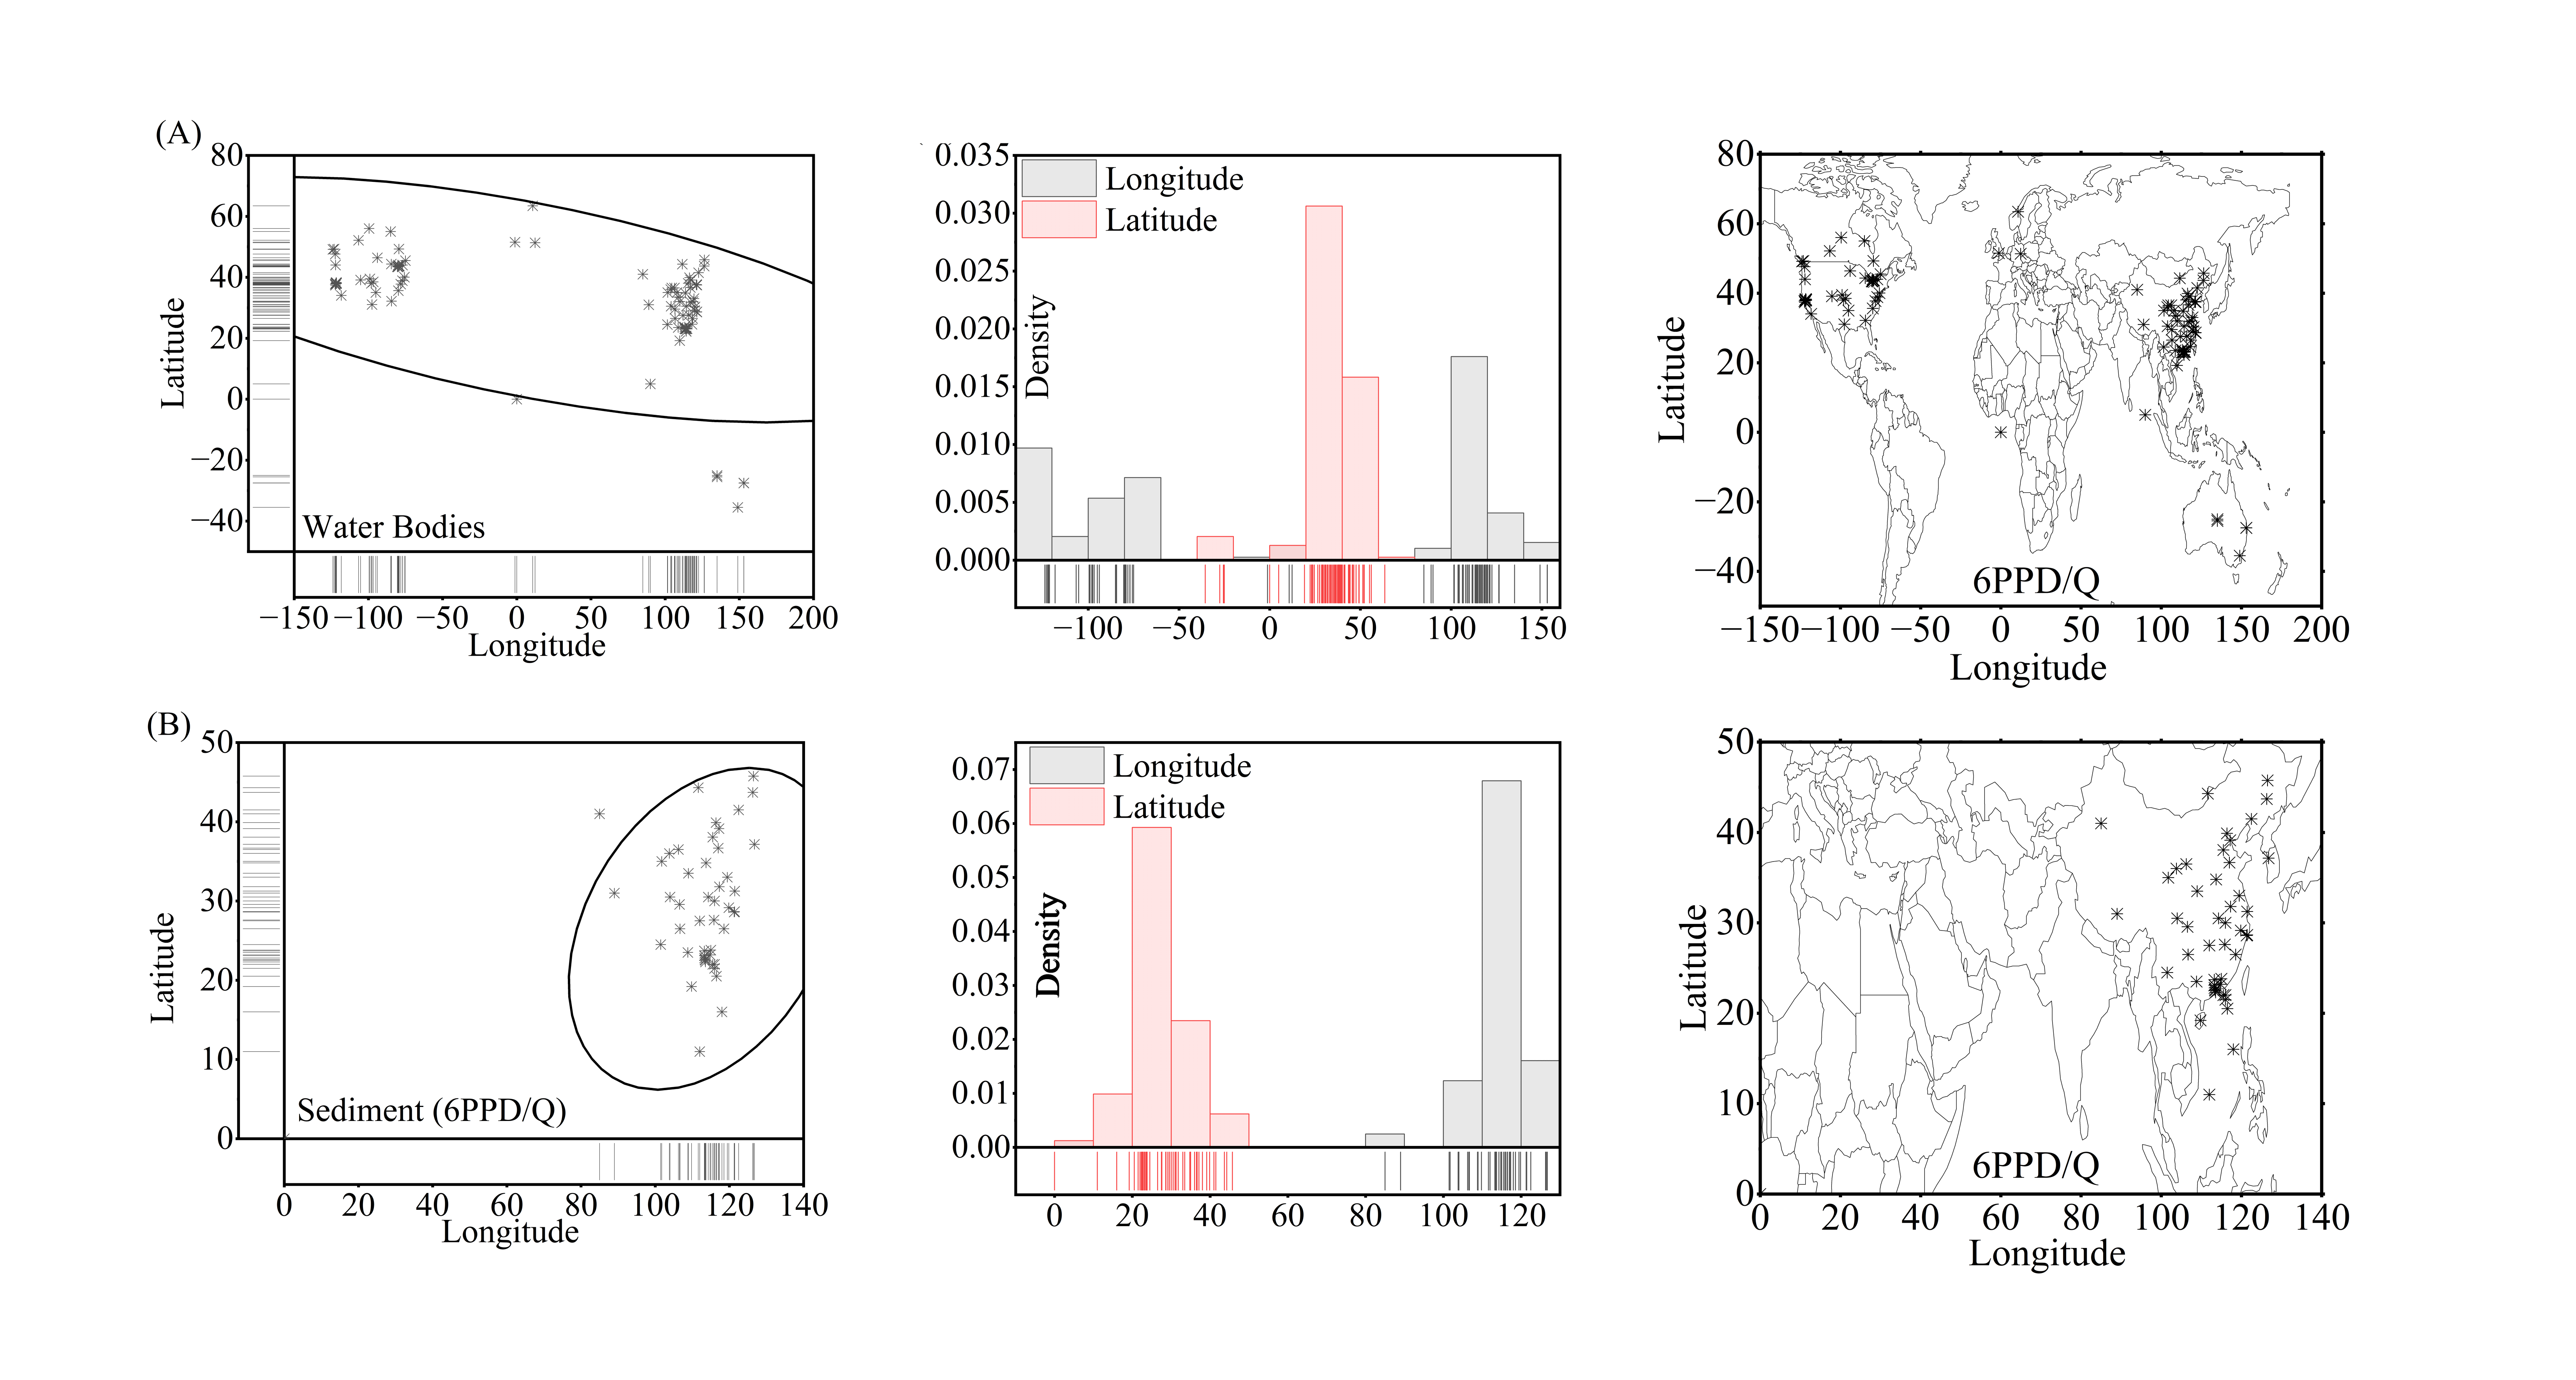 (A)
80
60
40
20
0
−20
−40
Latitude
Water Bodies
−150 −100 −50 0 50 100 150 200
Longitude
0.035
0.030
0.025
0.020
0.015
0.010
0.005
0.000
Density
Longitude
Latitude
−100 −50 0 50 100 150
80
60
40
20
0
−20
−40
Latitude
6PPD/Q
−150 −100 −50 0 50 100 150 200
Longitude
(B)
50
40
30
20
10
0
Latitude
Sediment (6PPD/Q)
0 20 40 60 80 100 120 140
Longitude
0.07
0.06
0.05
0.04
0.03
0.02
0.01
0.00
Density
Longitude
Latitude
0 20 40 60 80 100 120
50
40
30
20
10
0
Latitude
6PPD/Q
0 20 40 60 80 100 120 140
Longitude